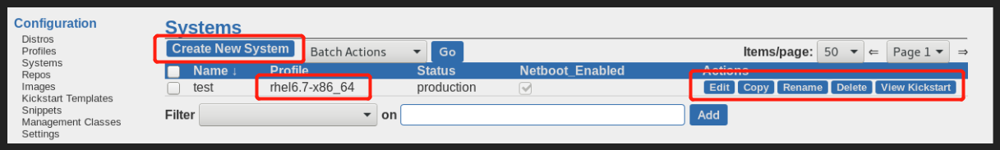 Configuration
Distros
Profiles
Systems
Repos
Images
Kickstart Templates
Snippets
Management Classes
Settings
Systems
Create New System Batch Actions Go Items/page: 50 ⇐ Page 1 ⇒
Name ↓ Profile Status Netboot_Enabled Actions
test rhel6.7-x86_64 production Edit Copy Rename Delete View Kickstart
Filter on Add